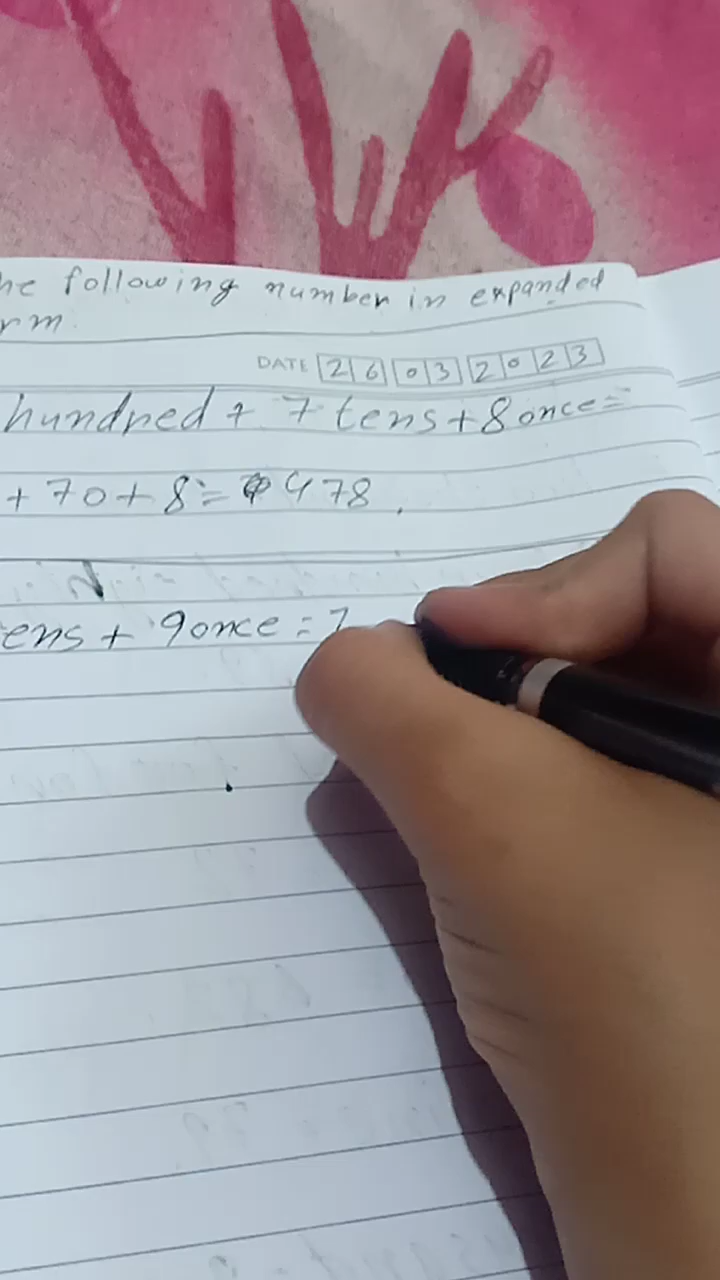 he following number in expanded
rm.
DATE 26 03 2023
hundred + 7 tens + 8 once =
+ 70 + 8 = 478.
ens + 9 once = 7